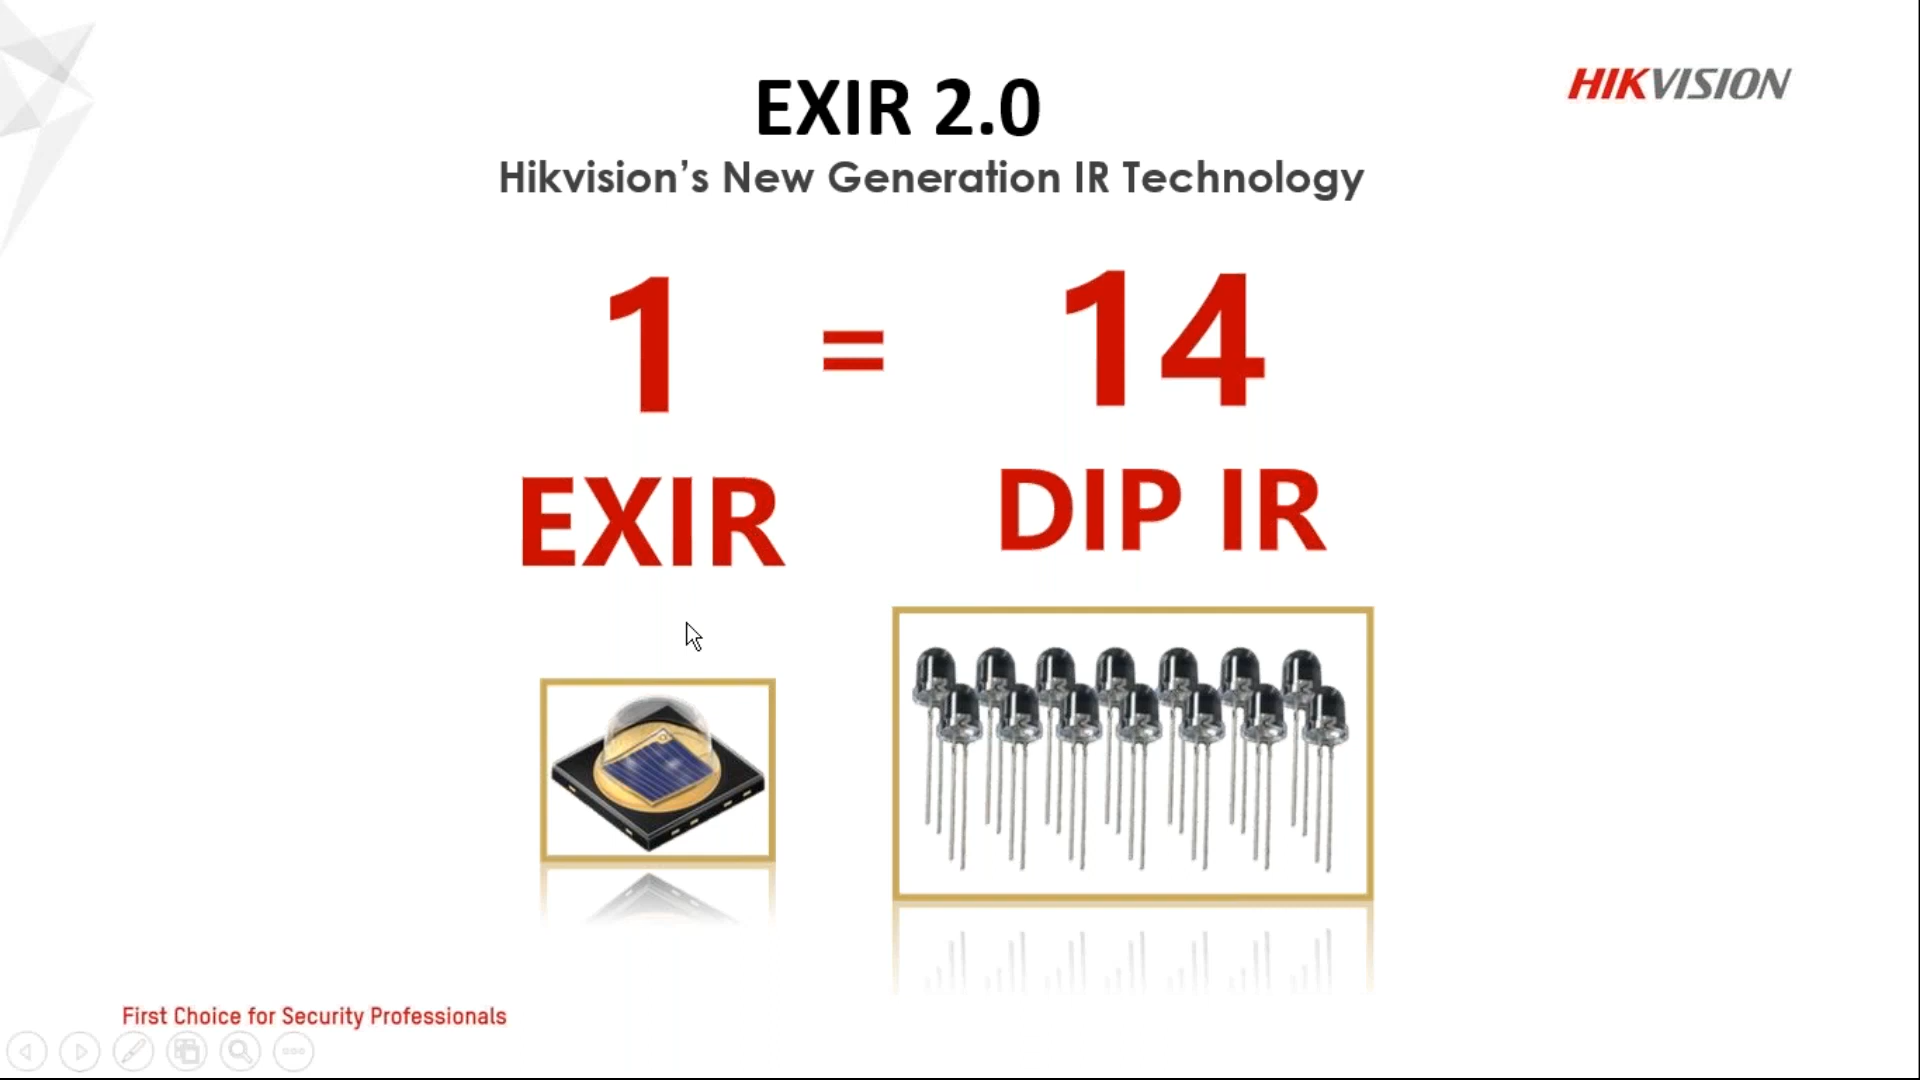 HIKVISION
EXIR 2.0
Hikvision’s New Generation IR Technology
1 = 14
EXIR DIP IR
First Choice for Security Professionals